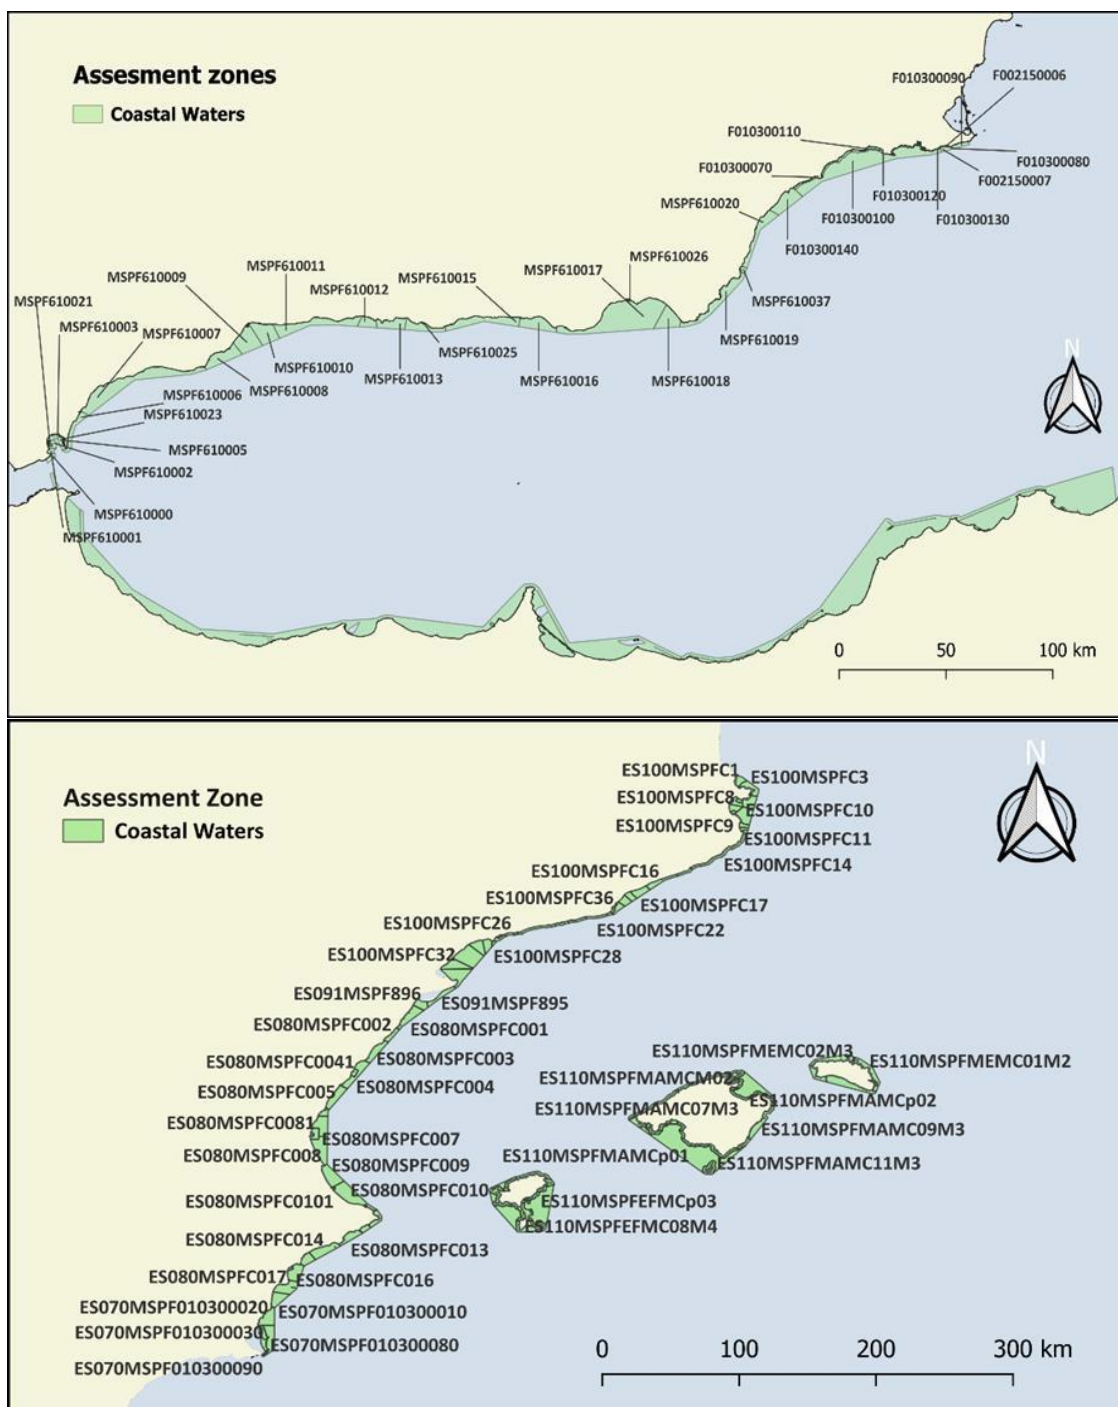 Assesment zones
Coastal Waters
F010300090
F002150006
F010300110
F010300080
F010300070
F002150007
F010300120
MSPF610020
F010300100
F010300130
F010300140
MSPF610026
MSPF610017
MSPF610011
MSPF610015
MSPF610009
MSPF610012
MSPF610021
MSPF610037
MSPF610003
MSPF610007
MSPF610019
MSPF610025
MSPF610010
MSPF610013
MSPF610016
MSPF610018
MSPF610008
MSPF610006
MSPF610023
MSPF610005
MSPF610002
MSPF610000
MSPF610001
N
0 50 100 km
Assessment Zone
Coastal Waters
N
ES100MSPFC1
ES100MSPFC3
ES100MSPFC8
ES100MSPFC10
ES100MSPFC9
ES100MSPFC11
ES100MSPFC14
ES100MSPFC16
ES100MSPFC36
ES100MSPFC17
ES100MSPFC26
ES100MSPFC22
ES100MSPFC32
ES100MSPFC28
ES091MSPF896
ES091MSPF895
ES080MSPFC002
ES080MSPFC001
ES110MSPFMEMC02M3
ES080MSPFC0041
ES080MSPFC003
ES110MSPFMEMC01M2
ES110MSPFMAMCM02
ES080MSPFC005
ES080MSPFC004
ES110MSPFMAMCp02
ES110MSPFMAMC07M3
ES080MSPFC0081
ES110MSPFMAMC09M3
ES080MSPFC007
ES080MSPFC008
ES110MSPFMAMCp01
ES080MSPFC009
ES110MSPFMAMC11M3
ES080MSPFC010
ES080MSPFC0101
ES110MSPFEFMCp03
ES110MSPFEFMC08M4
ES080MSPFC014
ES080MSPFC013
ES080MSPFC017
ES080MSPFC016
ES070MSPF010300020
ES070MSPF010300010
ES070MSPF010300030
ES070MSPF010300080
ES070MSPF010300090
0 100 200 300 km